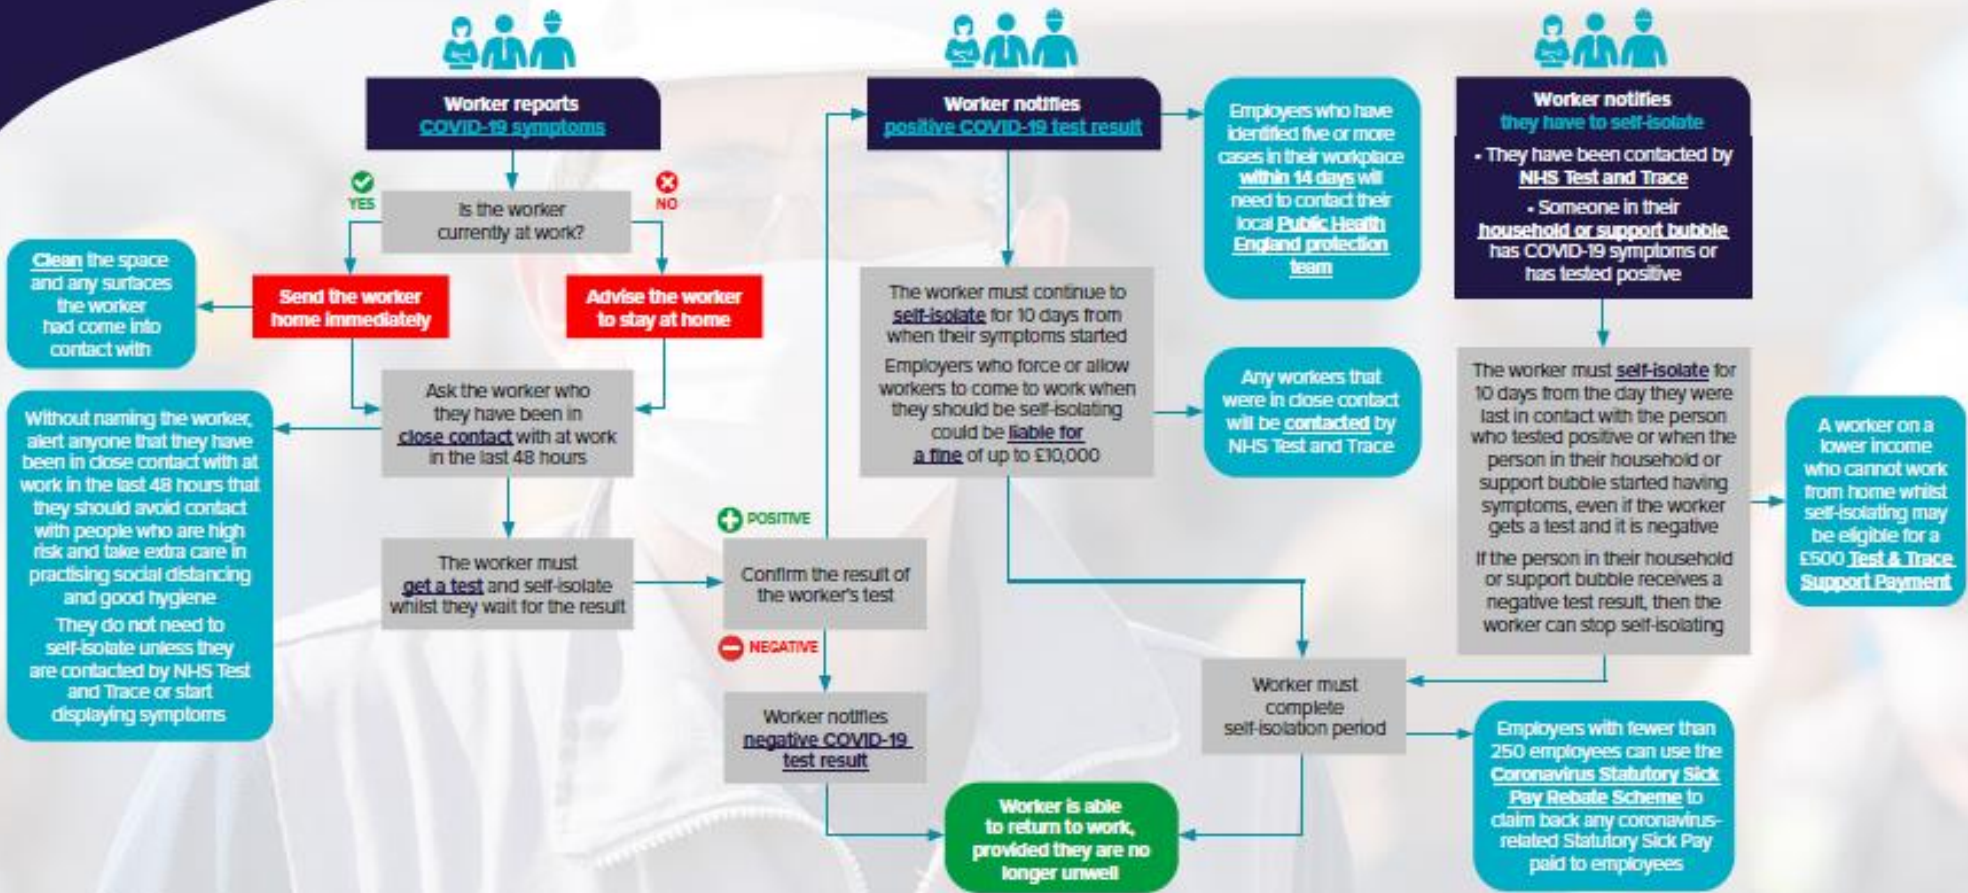 Worker reports
COVID-19 symptoms
YES
NO
Is the worker
currently at work?
Clean the space
and any surfaces
the worker
had come into
contact with
Send the worker
home immediately
Advise the worker
to stay at home
Ask the worker who
they have been in
close contact with at work
in the last 48 hours
Without naming the worker,
alert anyone that they have
been in close contact with at
work in the last 48 hours that
they should avoid contact
with people who are high
risk and take extra care in
practising social distancing
and good hygiene
They do not need to
self-isolate unless they
are contacted by NHS Test
and Trace or start
displaying symptoms
The worker must
get a test and self-isolate
whilst they wait for the result
POSITIVE
Confirm the result of
the worker's test
NEGATIVE
Worker notifies
negative COVID-19
test result
Worker notifies
positive COVID-19 test result
Employers who have
identified five or more
cases in their workplace
within 14 days will
need to contact their
local Public Health
England protection
team
The worker must continue to
self-isolate for 10 days from
when their symptoms started
Employers who force or allow
workers to come to work when
they should be self-isolating
could be liable for
a fine of up to £10,000
Any workers that
were in close contact
will be contacted by
NHS Test and Trace
Worker notifies
they have to self-isolate
• They have been contacted by
NHS Test and Trace
• Someone in their
household or support bubble
has COVID-19 symptoms or
has tested positive
The worker must self-isolate for
10 days from the day they were
last in contact with the person
who tested positive or when the
person in their household or
support bubble started having
symptoms, even if the worker
gets a test and it is negative
If the person in their household
or support bubble receives a
negative test result, then the
worker can stop self-isolating
A worker on a
lower income
who cannot work
from home whilst
self-isolating may
be eligible for a
£500 Test & Trace
Support Payment
Worker must
complete
self-isolation period
Employers with fewer than
250 employees can use the
Coronavirus Statutory Sick
Pay Rebate Scheme to
claim back any coronavirus-
related Statutory Sick Pay
paid to employees
Worker is able
to return to work,
provided they are no
longer unwell